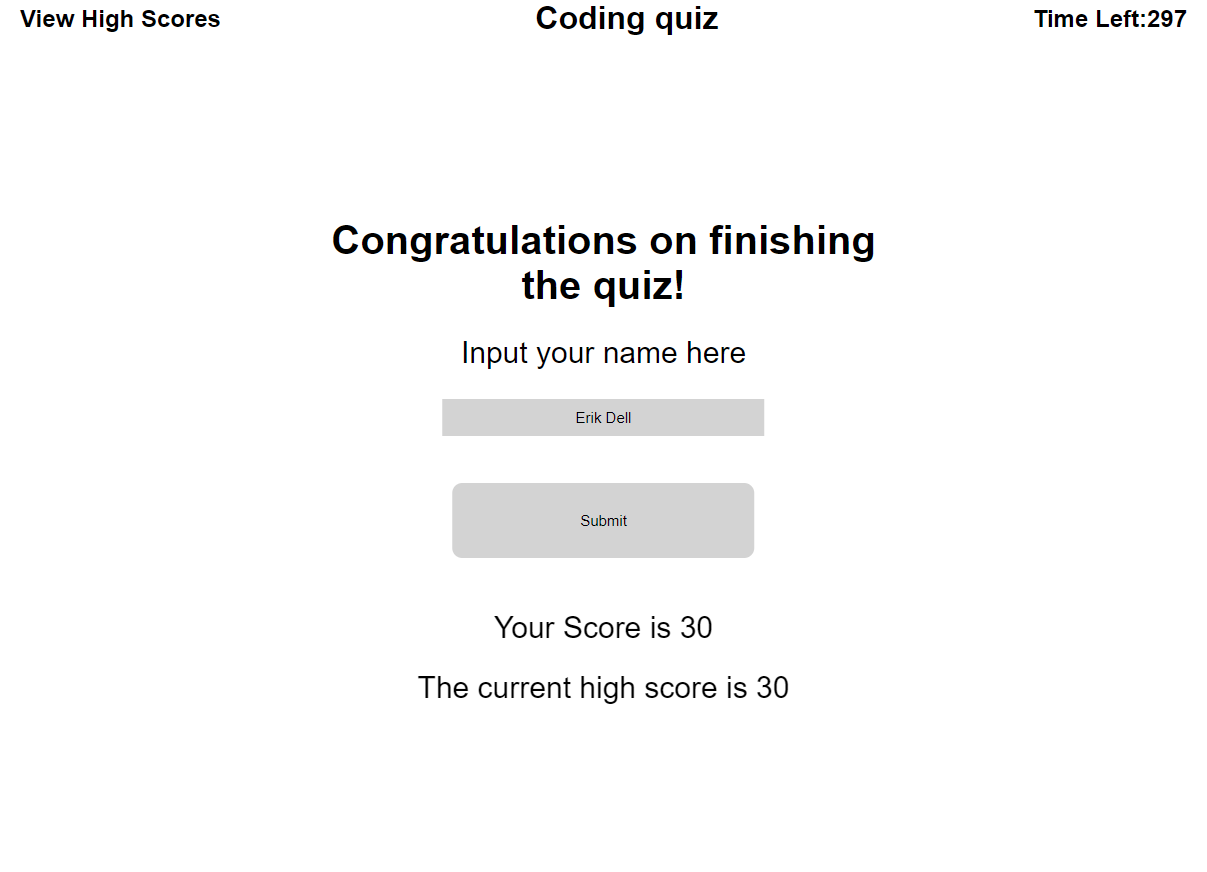 View High Scores
Coding quiz
Time Left:297
Congratulations on finishing
the quiz!
Input your name here
Erik Dell
Submit
Your Score is 30
The current high score is 30